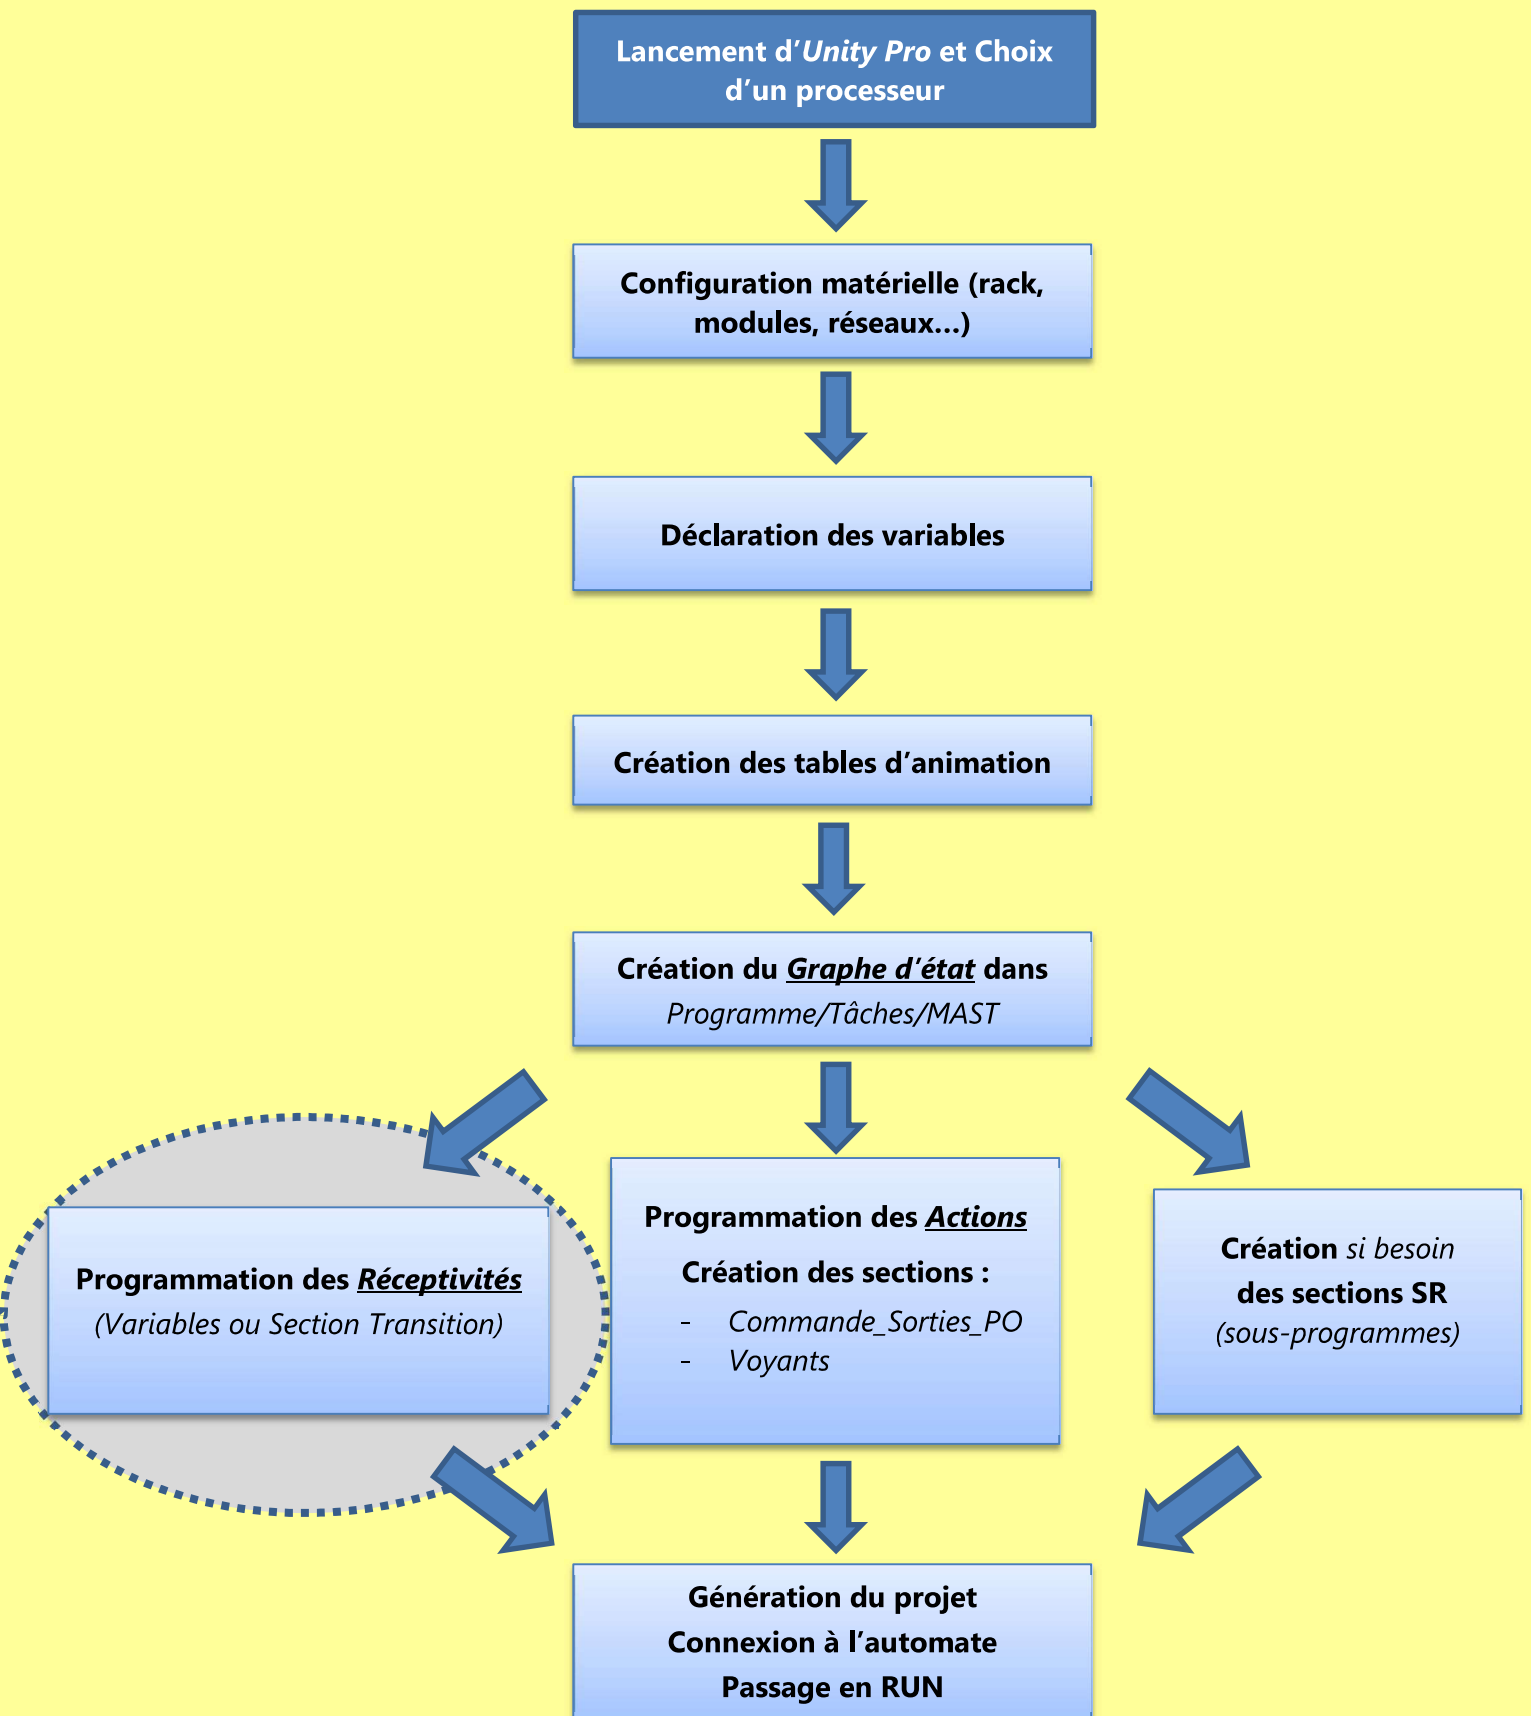 Lancement d’Unity Pro et Choix
d’un processeur
Configuration matérielle (rack,
modules, réseaux…)
Déclaration des variables
Création des tables d’animation
Création du Graphe d’état dans
Programme/Tâches/MAST
Programmation des Réceptivités
(Variables ou Section Transition)
Programmation des Actions
Création des sections :
- Commande_Sorties_PO
- Voyants
Création si besoin
des sections SR
(sous-programmes)
Génération du projet
Connexion à l’automate
Passage en RUN